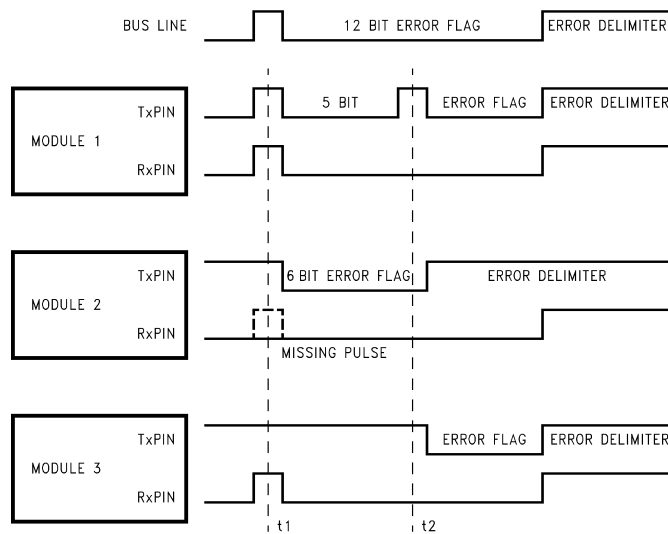 BUS LINE 12 BIT ERROR FLAG ERROR DELIMITER
TxPIN 5 BIT ERROR FLAG ERROR DELIMITER
MODULE 1
RxPIN
TxPIN 6 BIT ERROR FLAG ERROR DELIMITER
MODULE 2
RxPIN
MISSING PULSE
TxPIN ERROR FLAG ERROR DELIMITER
MODULE 3
RxPIN
t1 t2